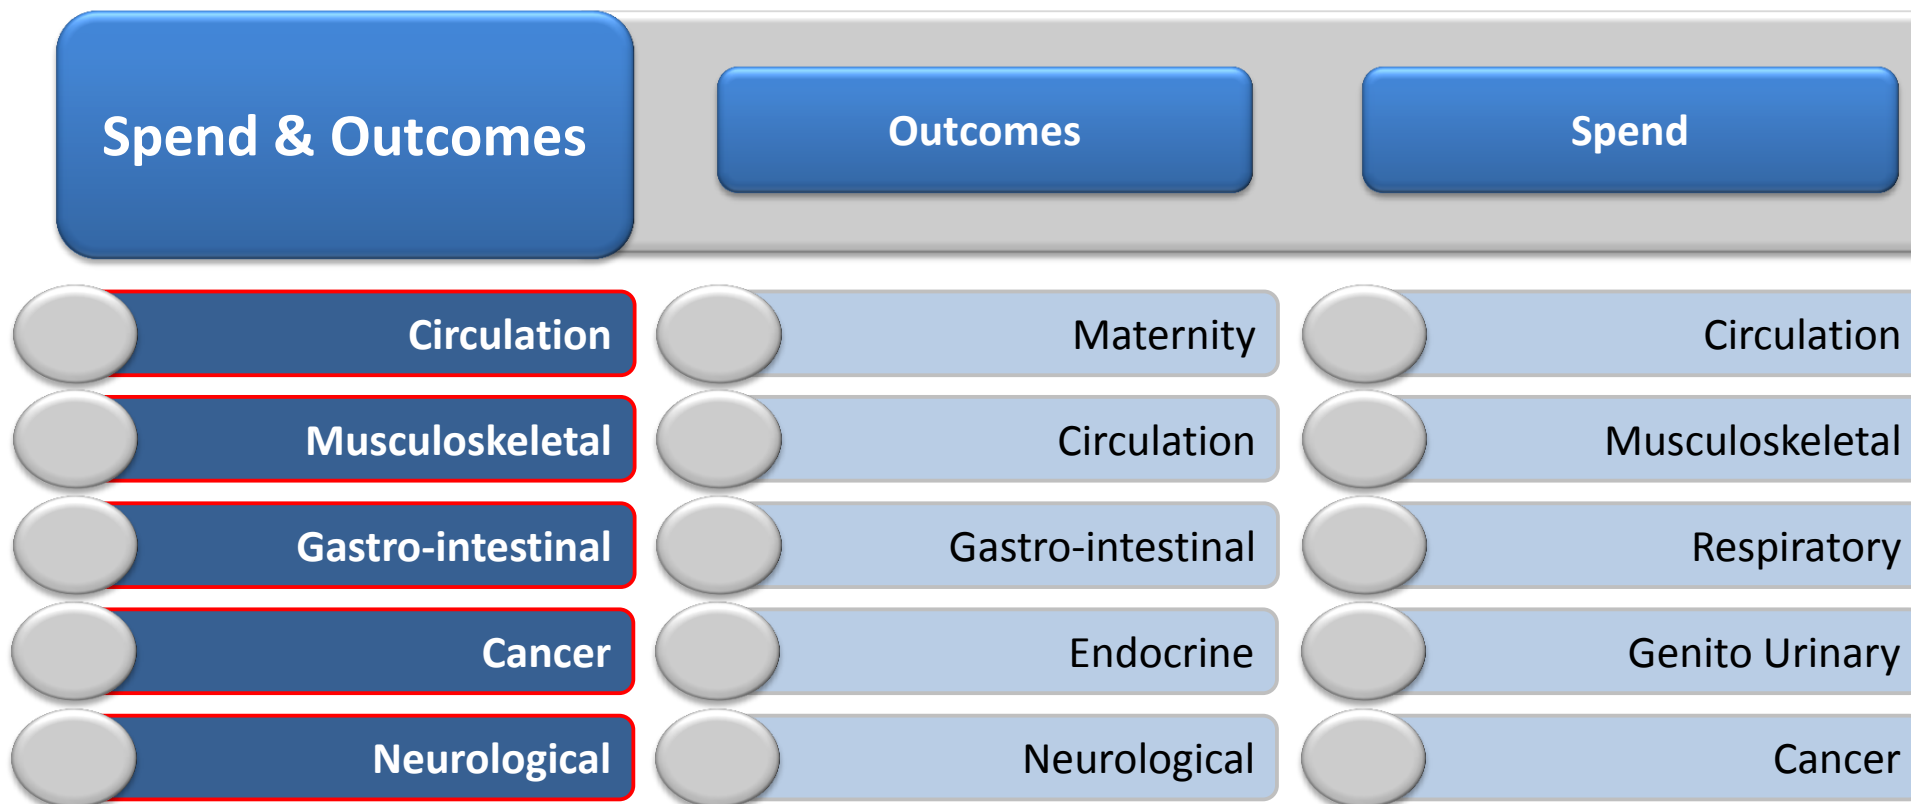 Spend & Outcomes
Outcomes
Spend
Circulation
Maternity
Circulation
Musculoskeletal
Circulation
Musculoskeletal
Gastro-intestinal
Gastro-intestinal
Respiratory
Cancer
Endocrine
Genito Urinary
Neurological
Neurological
Cancer